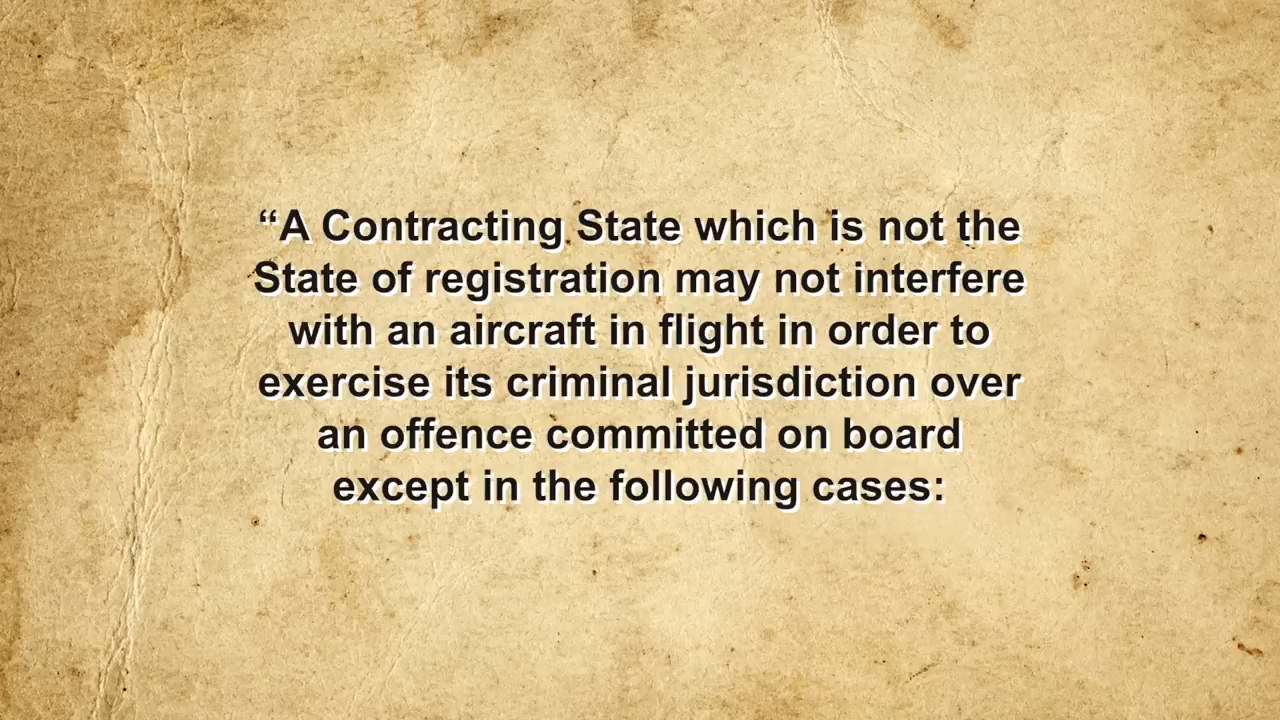 “A Contracting State which is not the
State of registration may not interfere
with an aircraft in flight in order to
exercise its criminal jurisdiction over
an offence committed on board
except in the following cases: